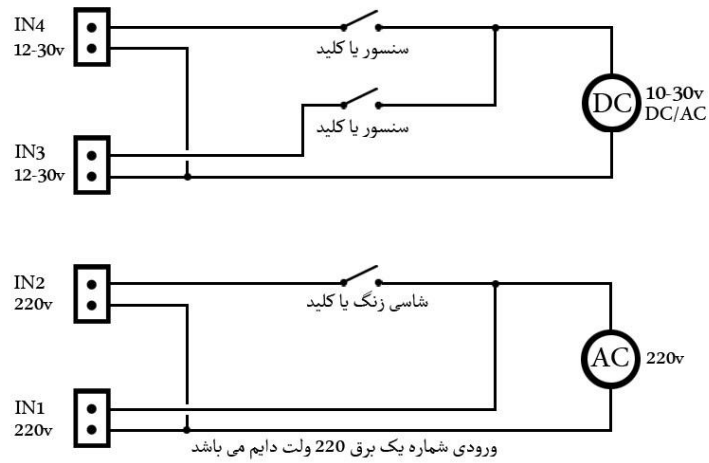 IN4
12-30v
سنسور یا کلید
سنسور یا کلید
DC
10-30v
DC/AC
IN3
12-30v
IN2
220v
شاسی زنگ یا کلید
AC
220v
IN1
220v
ورودی شماره یک برق 220 ولت دایم می باشد